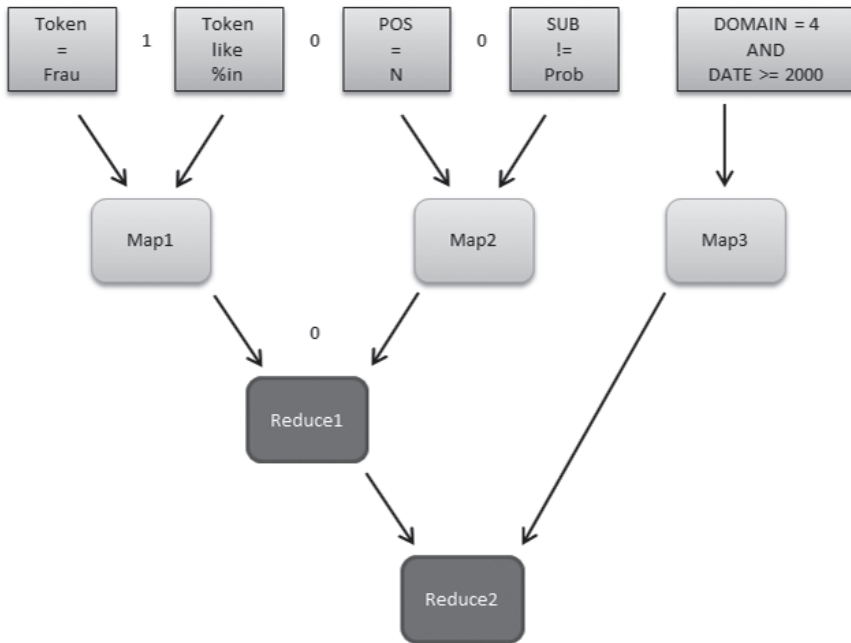 Token
=
Frau
1
Token
like
%in
0
POS
=
N
0
SUB
!=
Prob
DOMAIN = 4
AND
DATE >= 2000
Map1
Map2
Map3
0
Reduce1
Reduce2